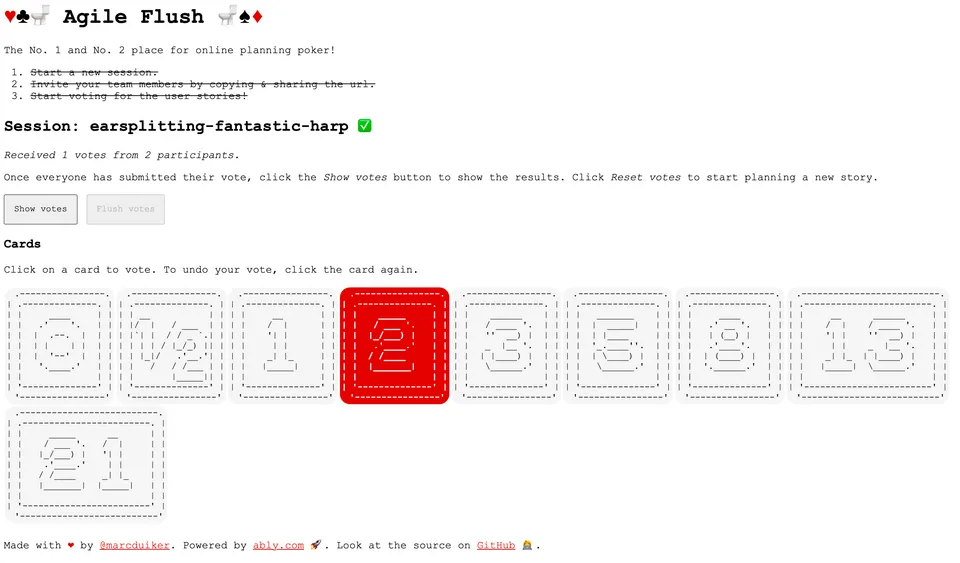 ♥♣🚽 Agile Flush 🚽♠♦
The No. 1 and No. 2 place for online planning poker!
1. Start a new session.
2. Invite your team members by copying & sharing the url.
3. Start voting for the user stories!
Session: earsplitting-fantastic-harp ✅
Received 1 votes from 2 participants.
Once everyone has submitted their vote, click the Show votes button to show the results. Click Reset votes to start planning a new story.
Show votes Flush votes
Cards
Click on a card to vote. To undo your vote, click the card again.
0 1/2 1 2 3 5 8 13
21
Made with ♥ by @marcduiker. Powered by ably.com 🚀. Look at the source on GitHub 👩‍💻.